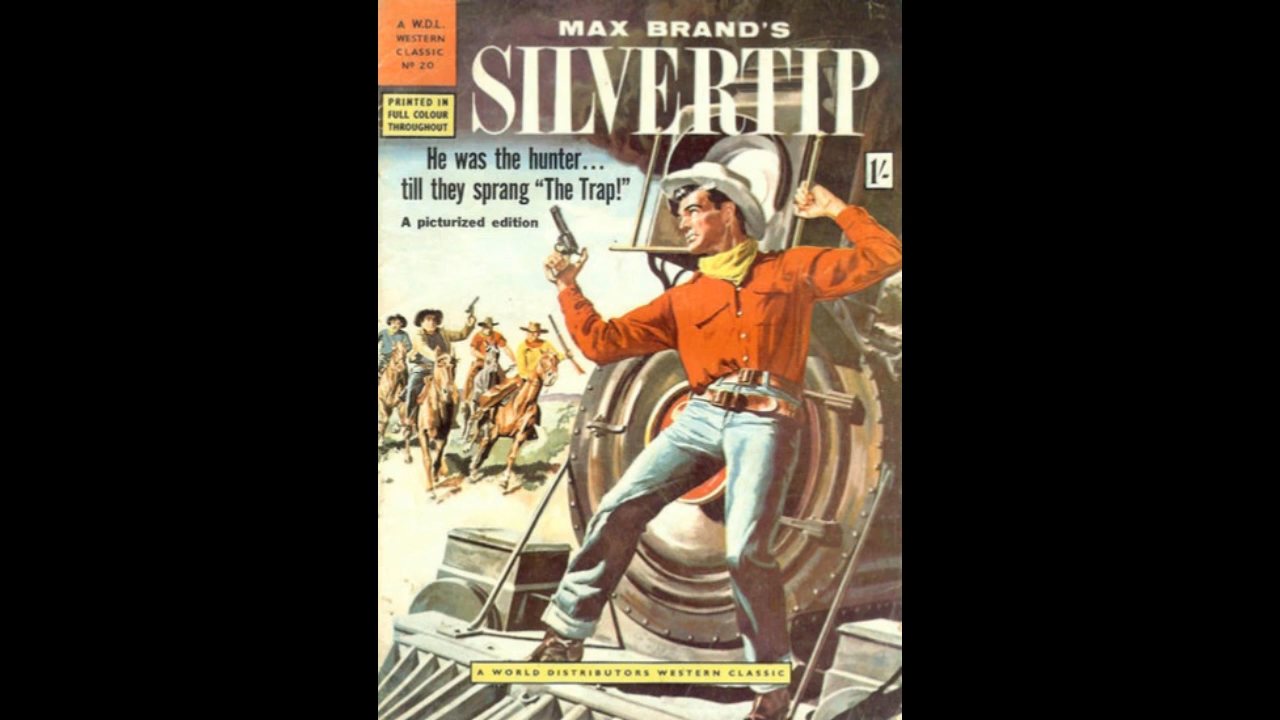 A W.D.L.
WESTERN
CLASSIC
Nº 20
PRINTED IN
FULL COLOUR
THROUGHOUT
MAX BRAND'S
SILVERTIP
He was the hunter...
till they sprang “The Trap!”
A picturized edition
1/-
A WORLD DISTRIBUTORS WESTERN CLASSIC